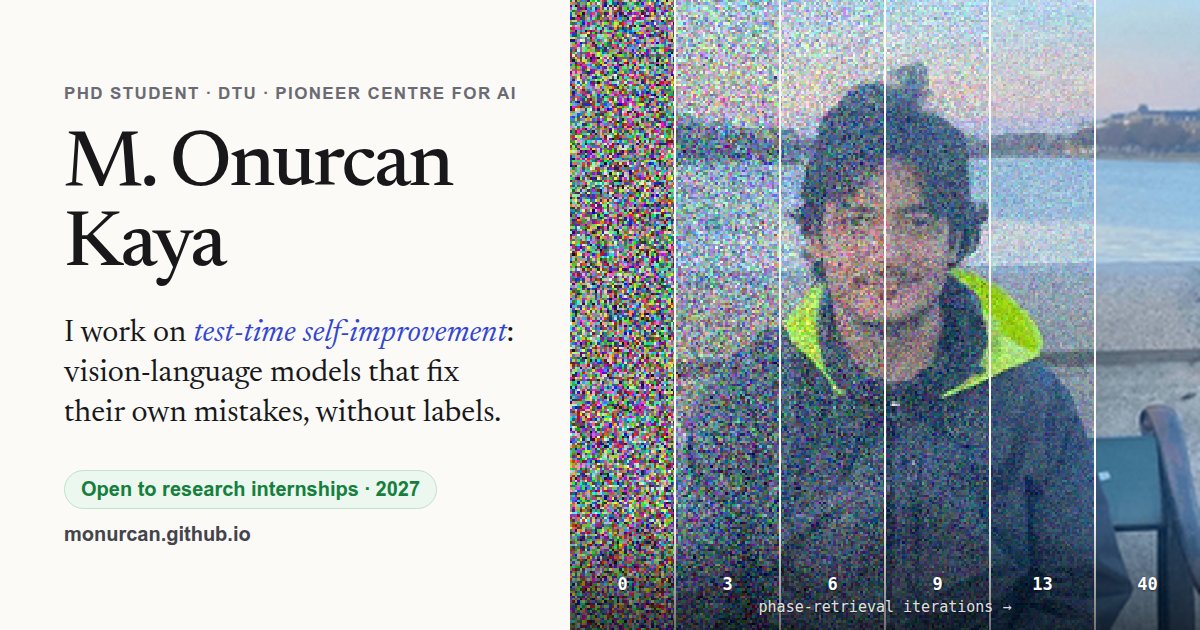 PHD STUDENT · DTU · PIONEER CENTRE FOR AI
M. Onurcan
Kaya
I work on test-time self-improvement:
vision-language models that fix
their own mistakes, without labels.
Open to research internships · 2027
monurcan.github.io
0 3 6 9 13 40
phase-retrieval iterations →